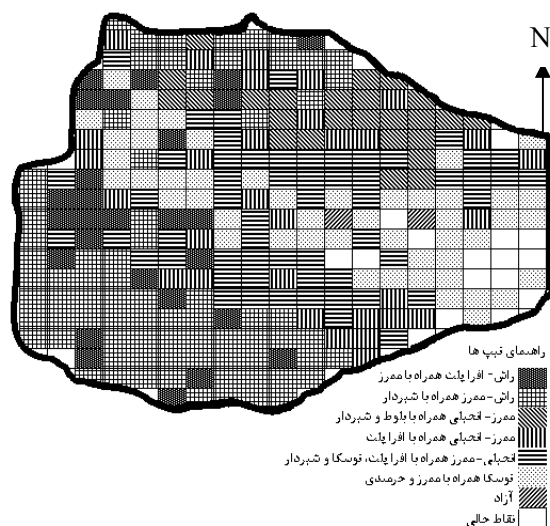 N
راهنمای تیپ ها
راش- افرا پلت همراه با ممرز
راش-ممرز همراه با شیردار
ممرز- انجیلی همراه با بلوط و شیردار
ممرز- انجیلی همراه با افرا پلت
انجیلی-ممرز همراه با افرا پلت، توسکا و شیردار
توسکا همراه با ممرز و خرمندی
آزاد
نقاط خالی